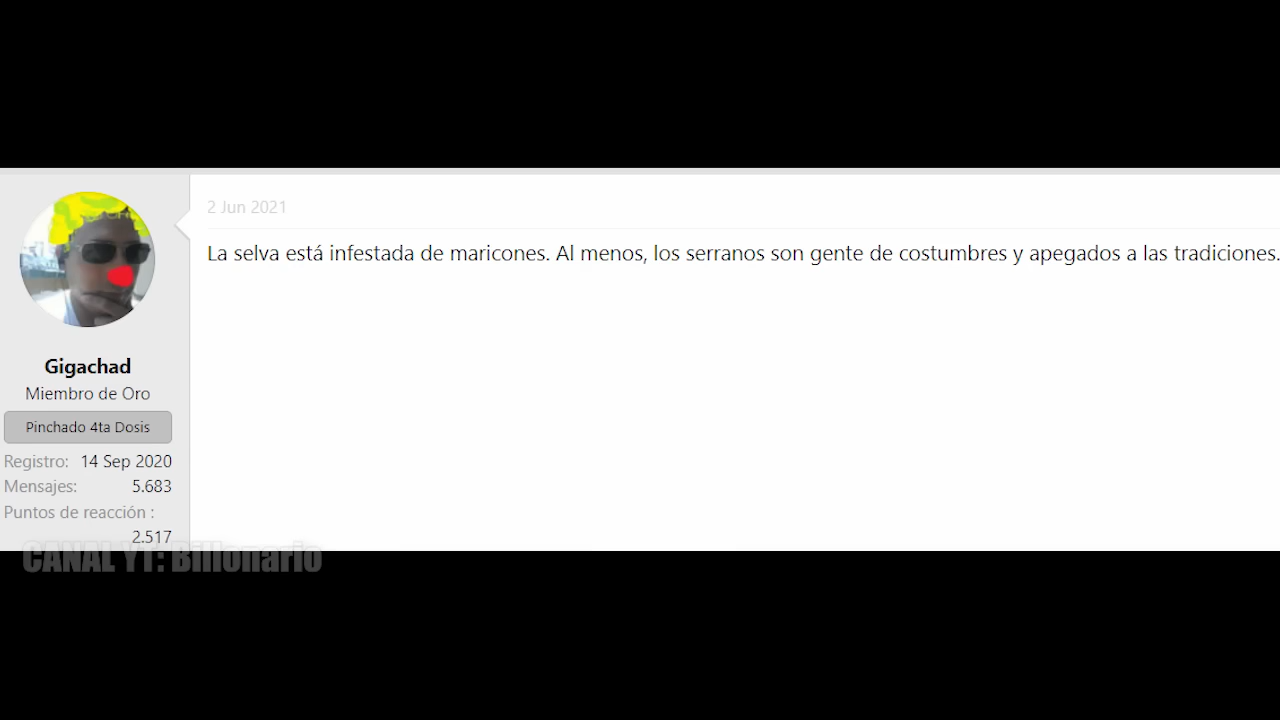 2 Jun 2021
La selva está infestada de maricones. Al menos, los serranos son gente de costumbres y apegados a las tradiciones.
Gigachad
Miembro de Oro
Pinchado 4ta Dosis
Registro: 14 Sep 2020
Mensajes: 5.683
Puntos de reacción :
2.517
CANAL YT: Billonario